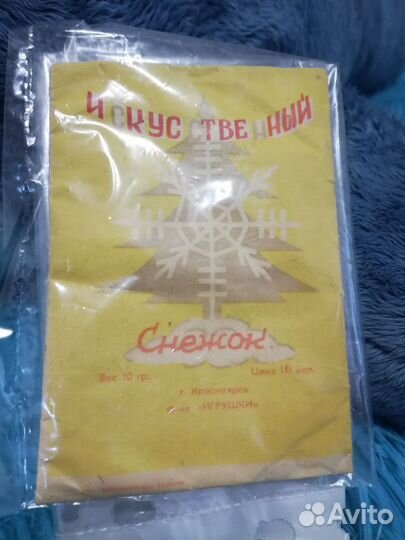 ИСКУССТВЕННЫЙ
Снежок
Вес 10 гр. Цена 16 коп.
г. Красноярск
«ИГРУШКИ»
Avito